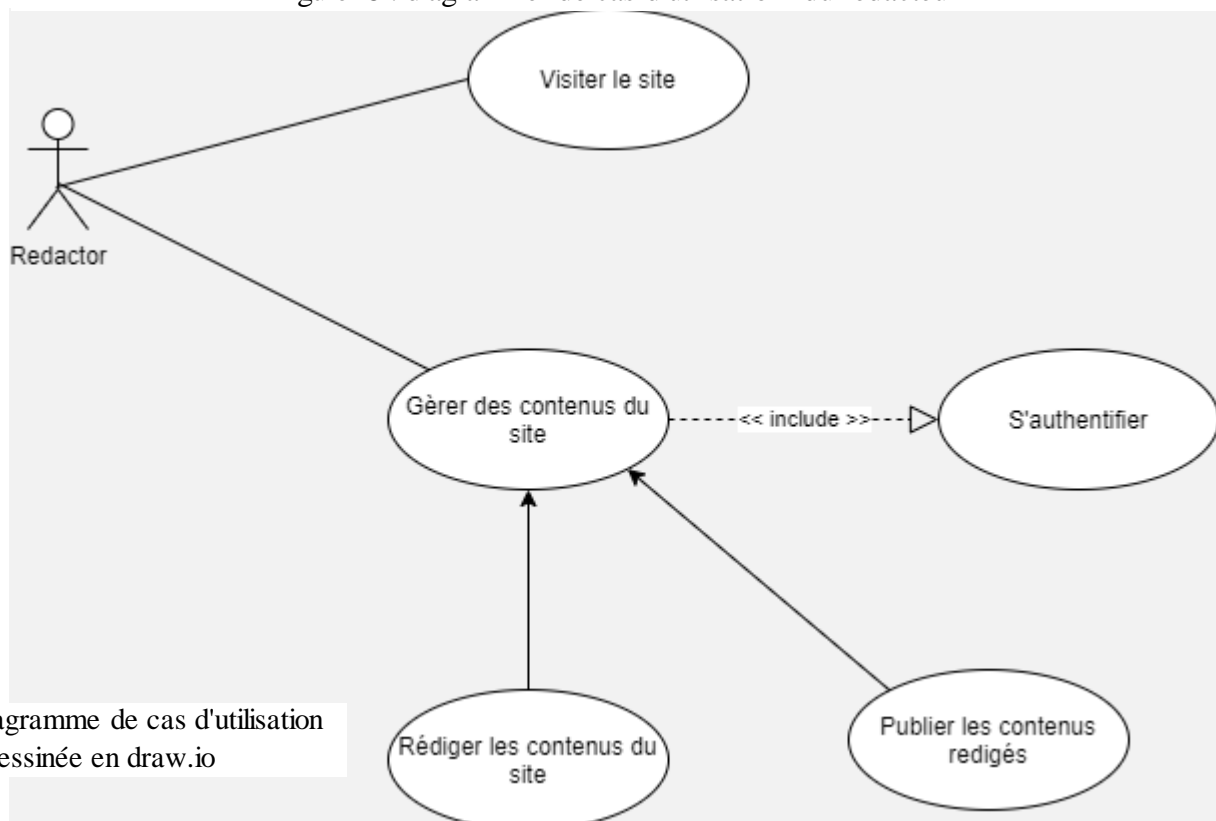 Visiter le site
Redactor
Gèrer des contenus du
site
<< include >>
S'authentifier
Rédiger les contenus du
site
Publier les contenus
redigés
agramme de cas d'utilisation
essinée en draw.io